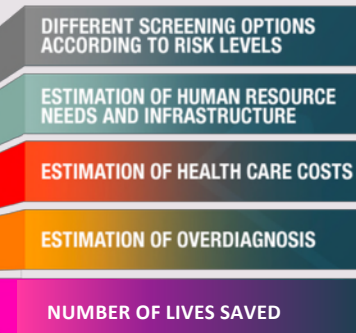 DIFFERENT SCREENING OPTIONS
ACCORDING TO RISK LEVELS
ESTIMATION OF HUMAN RESOURCE
NEEDS AND INFRASTRUCTURE
ESTIMATION OF HEALTH CARE COSTS
ESTIMATION OF OVERDIAGNOSIS
NUMBER OF LIVES SAVED